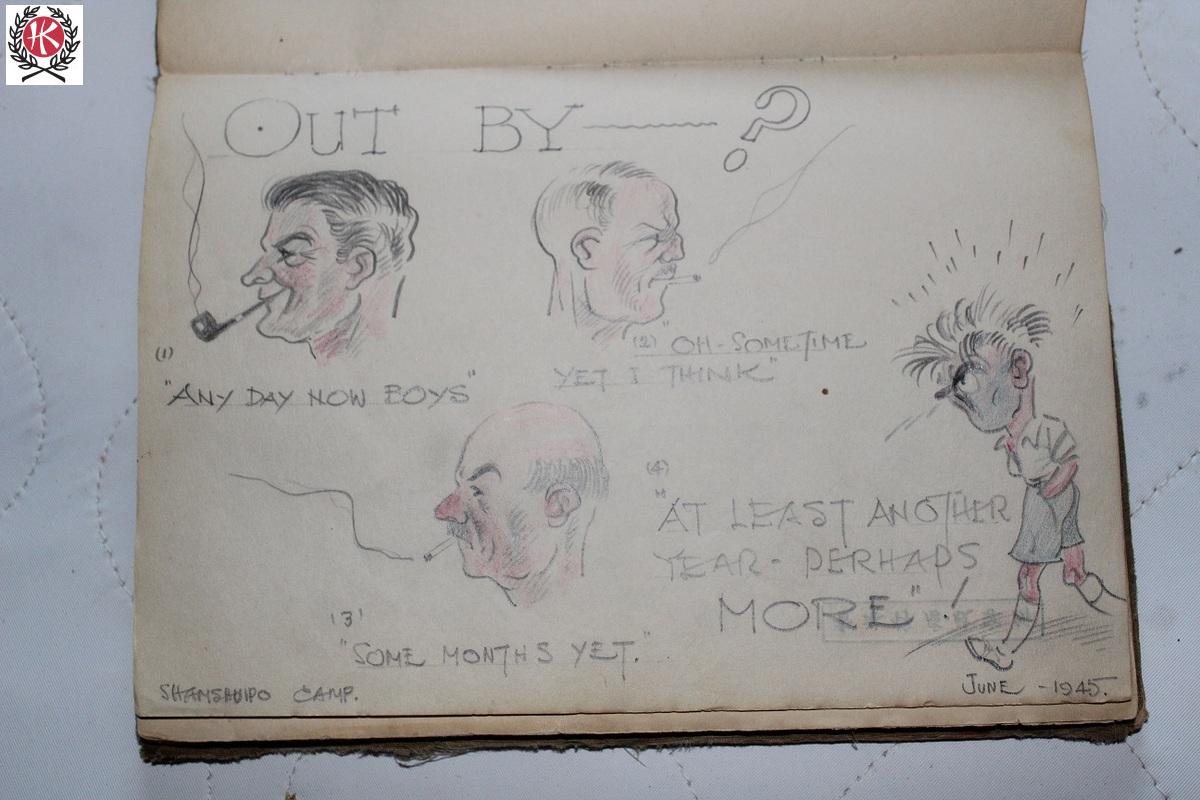 HK
OUT BY — ?
(1)
"ANY DAY NOW BOYS"
(2) "OH-SOMETIME
YET I THINK"
'3'
"SOME MONTHS YET."
(4)
"AT LEAST ANOTHER
YEAR - PERHAPS
MORE"!
SHAMSHUIPO CAMP.
JUNE - 1945.